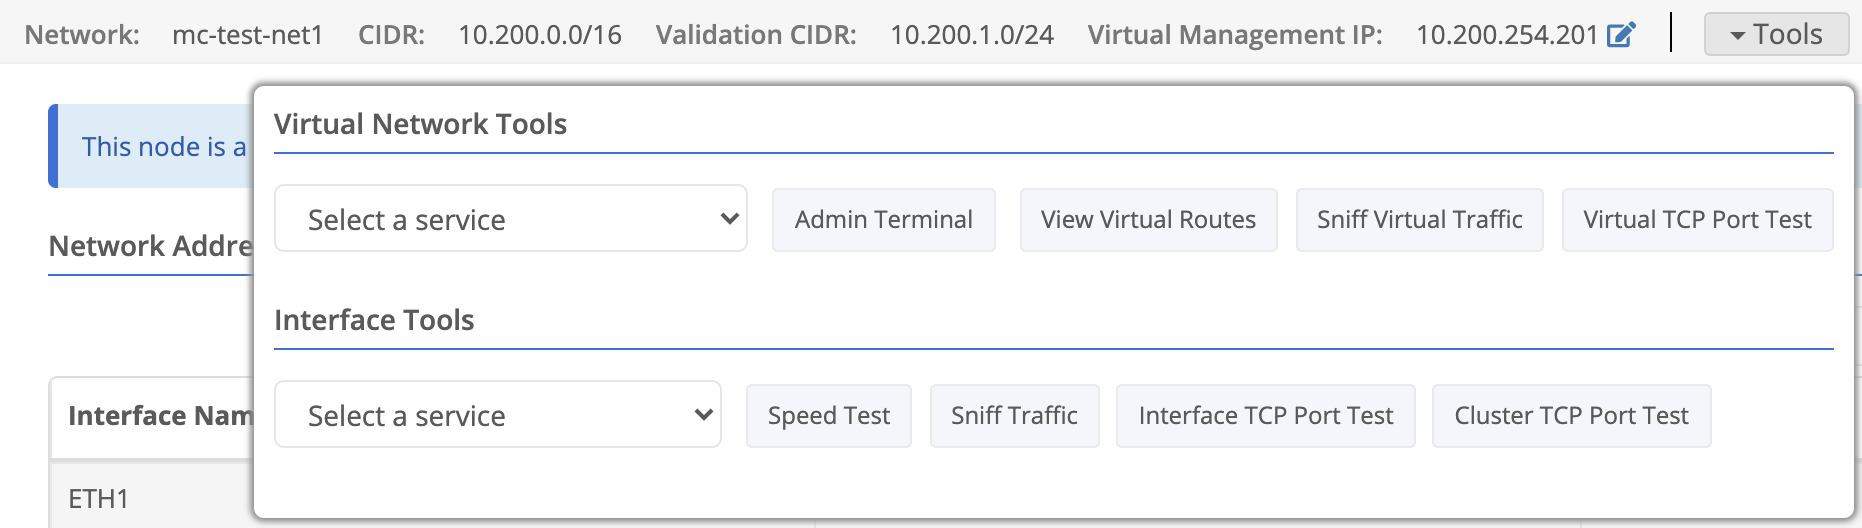 Network: mc-test-net1 CIDR: 10.200.0.0/16 Validation CIDR: 10.200.1.0/24 Virtual Management IP: 10.200.254.201 Tools
This node is a
Virtual Network Tools
Select a service Admin Terminal View Virtual Routes Sniff Virtual Traffic Virtual TCP Port Test
Network Addre
Interface Tools
Select a service Speed Test Sniff Traffic Interface TCP Port Test Cluster TCP Port Test
Interface Nam
ETH1